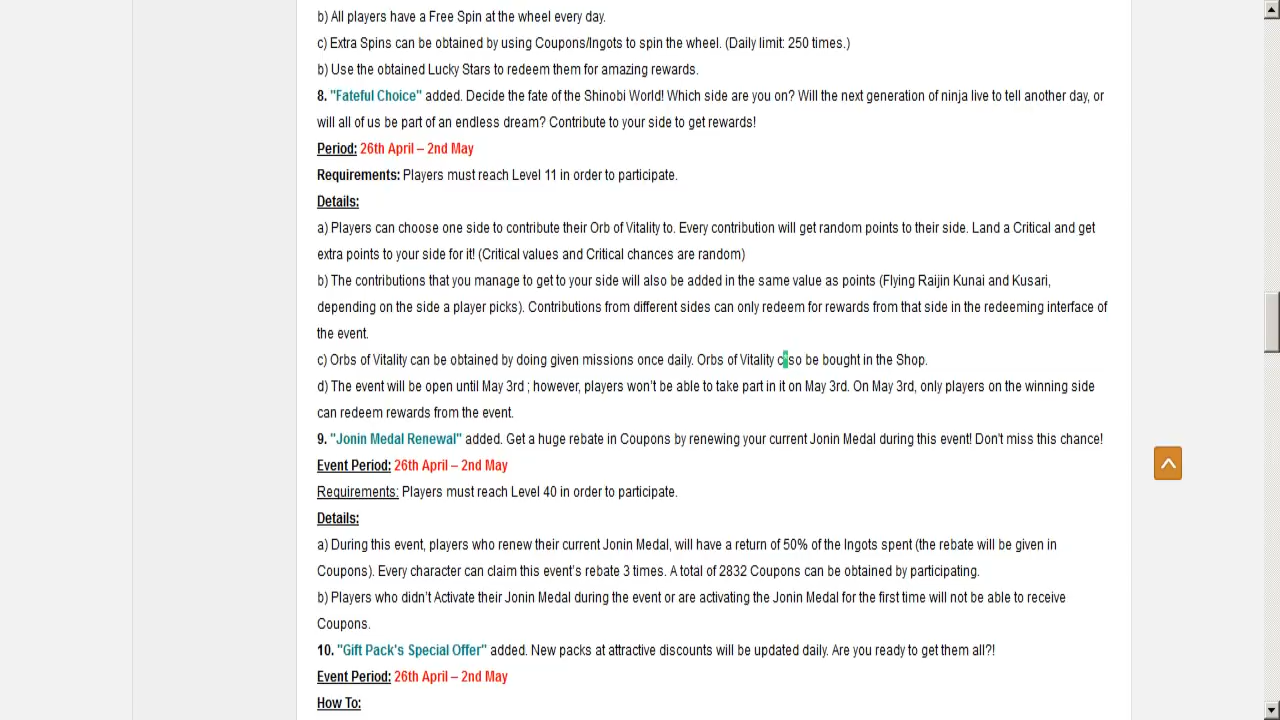 b) All players have a Free Spin at the wheel every day.
c) Extra Spins can be obtained by using Coupons/Ingots to spin the wheel. (Daily limit: 250 times.)
b) Use the obtained Lucky Stars to redeem them for amazing rewards.
8. "Fateful Choice" added. Decide the fate of the Shinobi World! Which side are you on? Will the next generation of ninja live to tell another day, or
will all of us be part of an endless dream? Contribute to your side to get rewards!
Period: 26th April – 2nd May
Requirements: Players must reach Level 11 in order to participate.
Details:
a) Players can choose one side to contribute their Orb of Vitality to. Every contribution will get random points to their side. Land a Critical and get
extra points to your side for it! (Critical values and Critical chances are random)
b) The contributions that you manage to get to your side will also be added in the same value as points (Flying Raijin Kunai and Kusari,
depending on the side a player picks). Contributions from different sides can only redeem for rewards from that side in the redeeming interface of
the event.
c) Orbs of Vitality can be obtained by doing given missions once daily. Orbs of Vitality be bought in the Shop.
d) The event will be open until May 3rd ; however, players won’t be able to take part in it on May 3rd. On May 3rd, only players on the winning side
can redeem rewards from the event.
9. "Jonin Medal Renewal" added. Get a huge rebate in Coupons by renewing your current Jonin Medal during this event! Don't miss this chance!
Event Period: 26th April – 2nd May
Requirements: Players must reach Level 40 in order to participate.
Details:
a) During this event, players who renew their current Jonin Medal, will have a return of 50% of the Ingots spent (the rebate will be given in
Coupons). Every character can claim this event’s rebate 3 times. A total of 2832 Coupons can be obtained by participating.
b) Players who didn’t Activate their Jonin Medal during the event or are activating the Jonin Medal for the first time will not be able to receive
Coupons.
10. "Gift Pack's Special Offer" added. New packs at attractive discounts will be updated daily. Are you ready to get them all?!
Event Period: 26th April – 2nd May
How To: